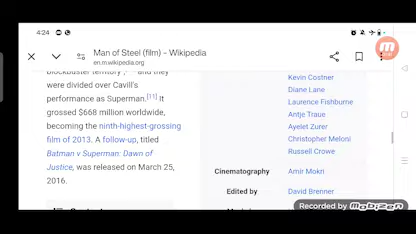 4:24
Man of Steel (film) - Wikipedia
en.m.wikipedia.org
blockbuster territory", and they
were divided over Cavill's
performance as Superman.[11] It
grossed $668 million worldwide,
becoming the ninth-highest-grossing
film of 2013. A follow-up, titled
Batman v Superman: Dawn of
Justice, was released on March 25,
2016.
Kevin Costner
Diane Lane
Laurence Fishburne
Antje Traue
Ayelet Zurer
Christopher Meloni
Russell Crowe
Cinematography Amir Mokri
Edited by David Brenner
Recorded by
MOBIZEN